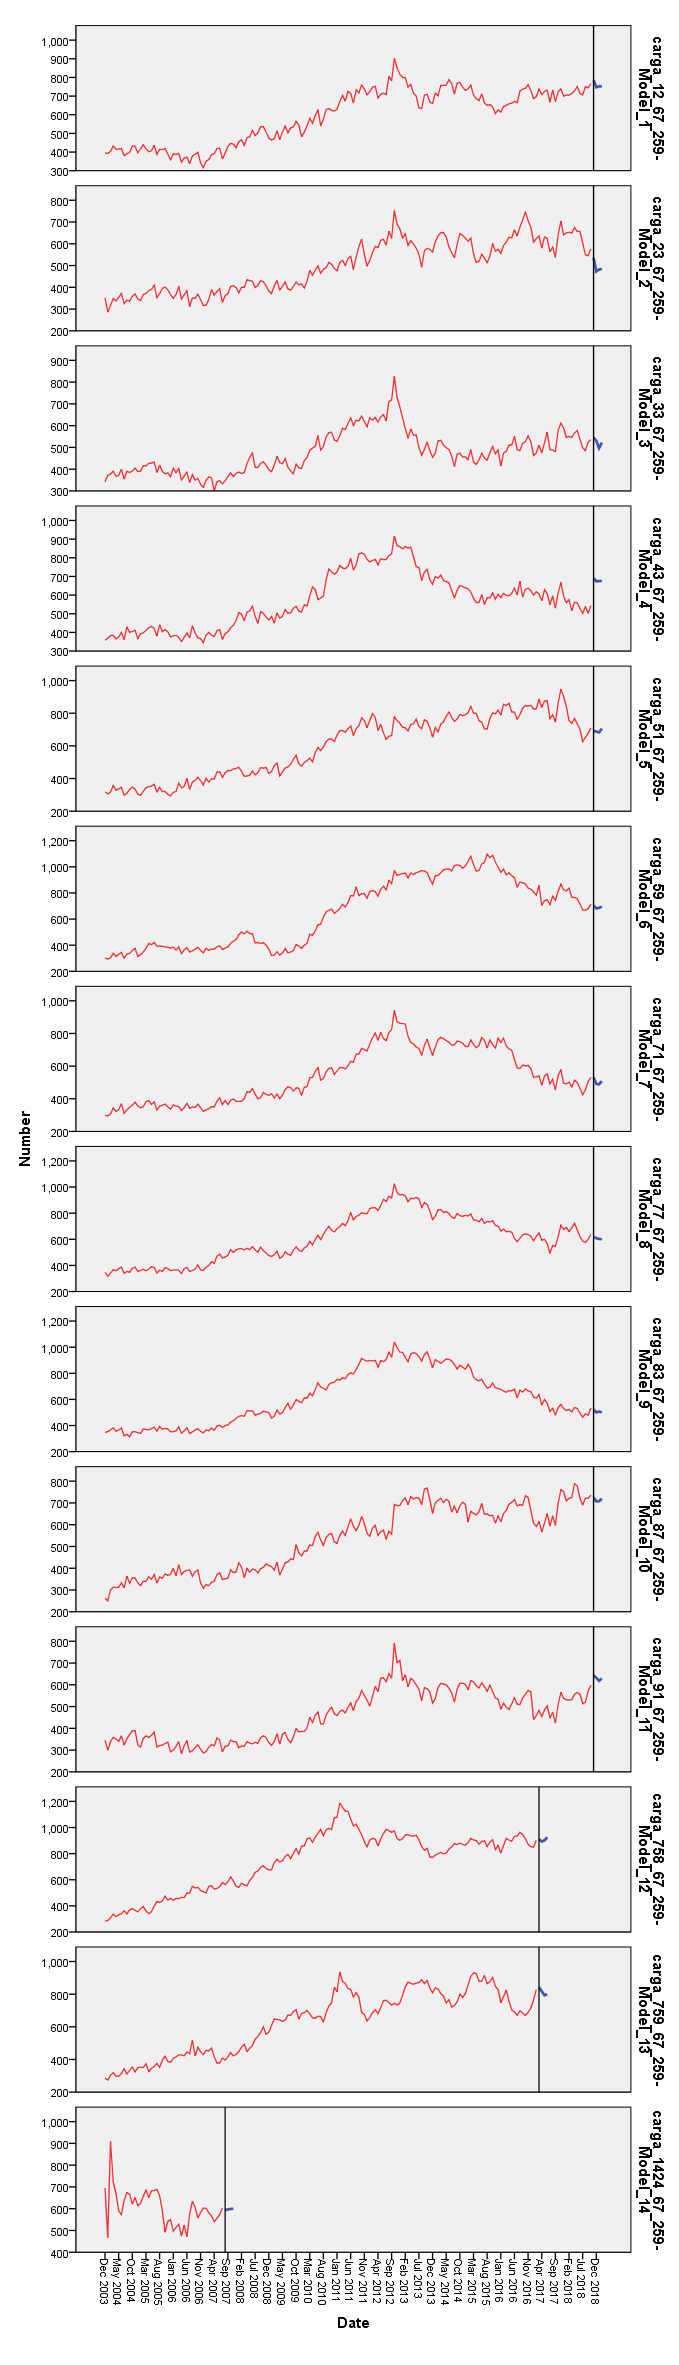 carga_12_67_259-
Model_1
1,000
900
800
700
600
500
400
300
carga_23_67_259-
Model_2
800
700
600
500
400
300
200
carga_33_67_259-
Model_3
900
800
700
600
500
400
300
carga_43_67_259-
Model_4
1,000
900
800
700
600
500
400
300
carga_51_67_259-
Model_5
1,000
800
600
400
200
carga_59_67_259-
Model_6
1,200
1,000
800
600
400
200
carga_71_67_259-
Model_7
1,000
800
600
400
200
Number
carga_77_67_259-
Model_8
1,200
1,000
800
600
400
200
carga_83_67_259-
Model_9
1,200
1,000
800
600
400
200
carga_87_67_259-
Model_10
800
700
600
500
400
300
200
carga_91_67_259-
Model_11
800
700
600
500
400
300
200
carga_758_67_259-
Model_12
1,200
1,000
800
600
400
200
carga_759_67_259-
Model_13
1,000
800
600
400
200
carga_1424_67_259-
Model_14
1,000
900
800
700
600
500
400
Dec 2003
May 2004
Oct 2004
Mar 2005
Aug 2005
Jan 2006
Jun 2006
Nov 2006
Apr 2007
Sep 2007
Feb 2008
Jul 2008
Dec 2008
May 2009
Oct 2009
Mar 2010
Aug 2010
Jan 2011
Jun 2011
Nov 2011
Apr 2012
Sep 2012
Feb 2013
Jul 2013
Dec 2013
May 2014
Oct 2014
Mar 2015
Aug 2015
Jan 2016
Jun 2016
Nov 2016
Apr 2017
Sep 2017
Feb 2018
Jul 2018
Dec 2018
Date